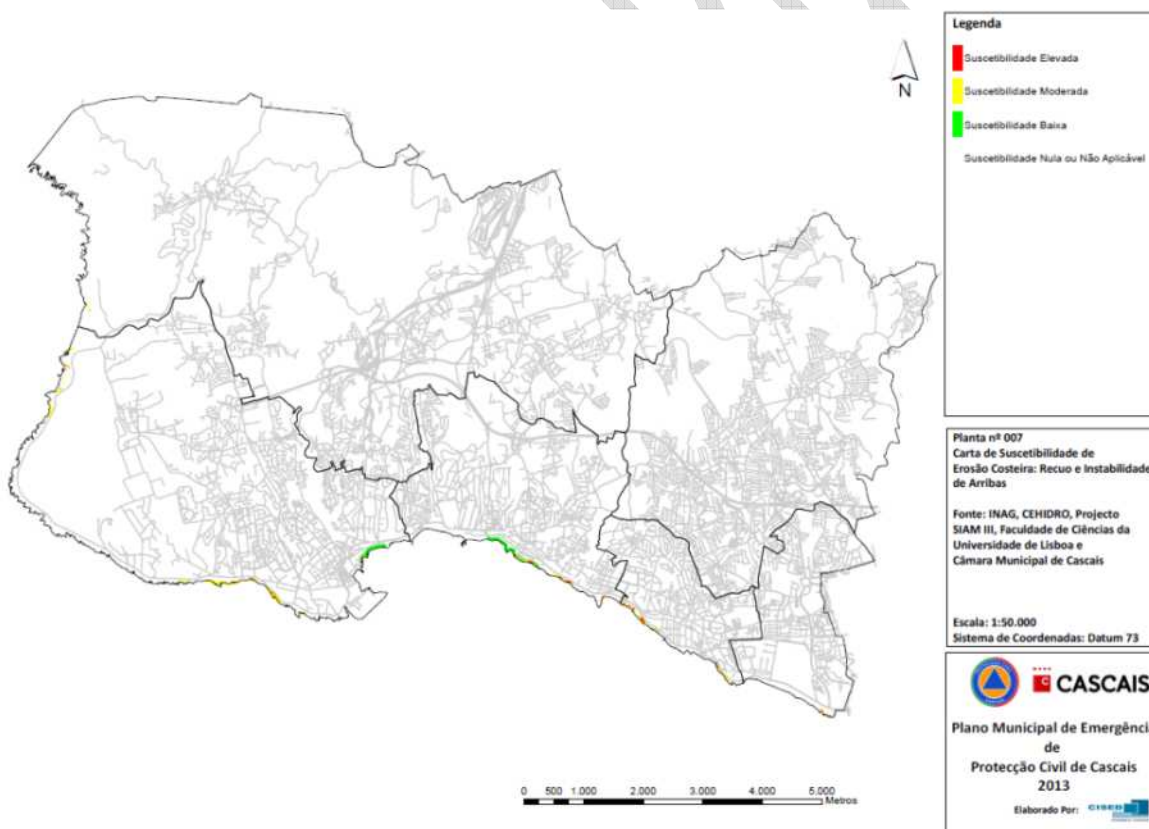 Legenda
Suscetibilidade Elevada
Suscetibilidade Moderada
Suscetibilidade Baixa
Suscetibilidade Nula ou Não Aplicável
N
Planta nº 007
Carta de Suscetibilidade de
Erosão Costeira: Recuo e Instabilidade
de Arribas
Fonte: INAG, CEHIDRO, Projecto
SIAM III, Faculdade de Ciências da
Universidade de Lisboa e
Câmara Municipal de Cascais
Escala: 1:50.000
Sistema de Coordenadas: Datum 73
C CASCAIS
Plano Municipal de Emergênci
de
Protecção Civil de Cascais
2013
Elaborado Por: CISED
0 500 1.000 2.000 3.000 4.000 5.000
Metros